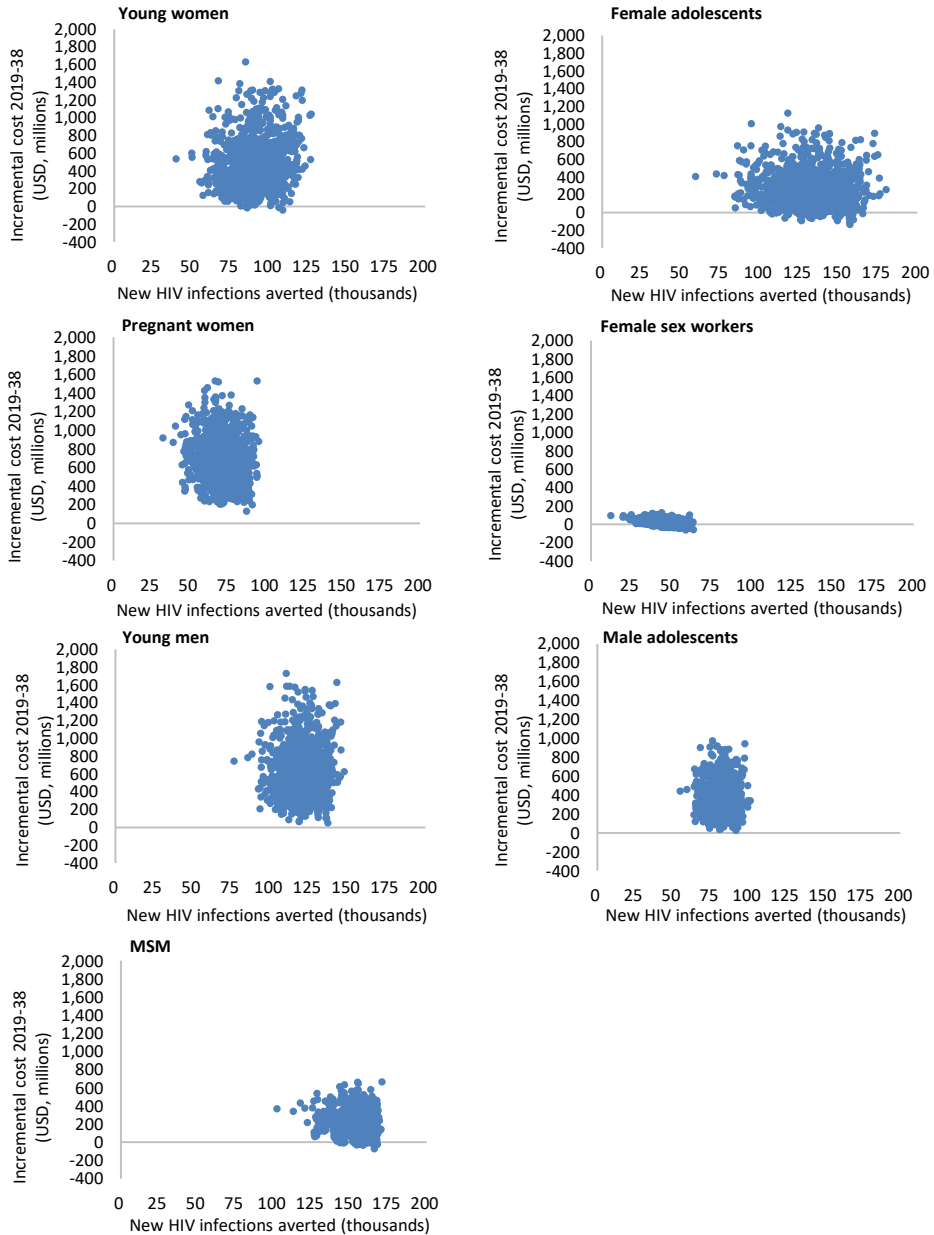 Young women
Incremental cost 2019-38
(USD, millions)
2,000
1,800
1,600
1,400
1,200
1,000
800
600
400
200
0
-200
-400
0 25 50 75 100 125 150 175 200
New HIV infections averted (thousands)
Female adolescents
Incremental cost 2019-38
(USD, millions)
2,000
1,800
1,600
1,400
1,200
1,000
800
600
400
200
0
-200
-400
0 25 50 75 100 125 150 175 200
New HIV infections averted (thousands)
Pregnant women
Incremental cost 2019-38
(USD, millions)
2,000
1,800
1,600
1,400
1,200
1,000
800
600
400
200
0
-200
-400
0 25 50 75 100 125 150 175 200
New HIV infections averted (thousands)
Female sex workers
Incremental cost 2019-38
(USD, millions)
2,000
1,800
1,600
1,400
1,200
1,000
800
600
400
200
0
-200
-400
0 25 50 75 100 125 150 175 200
New HIV infections averted (thousands)
Young men
Incremental cost 2019-38
(USD, millions)
2,000
1,800
1,600
1,400
1,200
1,000
800
600
400
200
0
-200
-400
0 25 50 75 100 125 150 175 200
New HIV infections averted (thousands)
Male adolescents
Incremental cost 2019-38
(USD, millions)
2,000
1,800
1,600
1,400
1,200
1,000
800
600
400
200
0
-200
-400
0 25 50 75 100 125 150 175 200
New HIV infections averted (thousands)
MSM
Incremental cost 2019-38
(USD, millions)
2,000
1,800
1,600
1,400
1,200
1,000
800
600
400
200
0
-200
-400
0 25 50 75 100 125 150 175 200
New HIV infections averted (thousands)